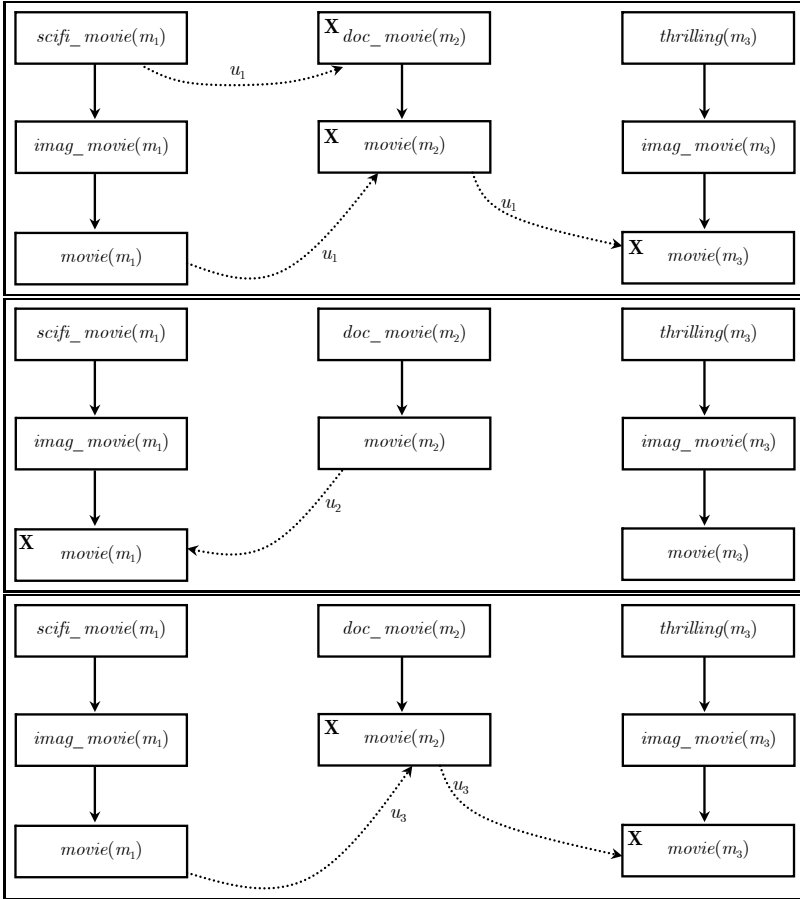 scifi_movie(m₁)
X doc_movie(m₂)
thrilling(m₃)
u₁
imag_movie(m₁)
X movie(m₂)
imag_movie(m₃)
u₁
movie(m₁)
u₁
X movie(m₃)
scifi_movie(m₁)
doc_movie(m₂)
thrilling(m₃)
imag_movie(m₁)
movie(m₂)
imag_movie(m₃)
u₂
X movie(m₁)
movie(m₃)
scifi_movie(m₁)
doc_movie(m₂)
thrilling(m₃)
imag_movie(m₁)
X movie(m₂)
imag_movie(m₃)
u₃
u₃
movie(m₁)
X movie(m₃)